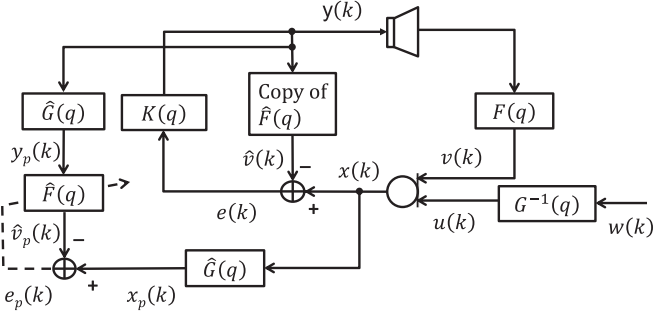 y(k)
Ĝ(q)
K(q)
Copy of
F̂(q)
F(q)
y_p(k)
v̂(k)
−
x(k)
v(k)
F̂(q)
e(k)
+
u(k)
G⁻¹(q)
w(k)
v̂_p(k)
−
Ĝ(q)
e_p(k)
+
x_p(k)